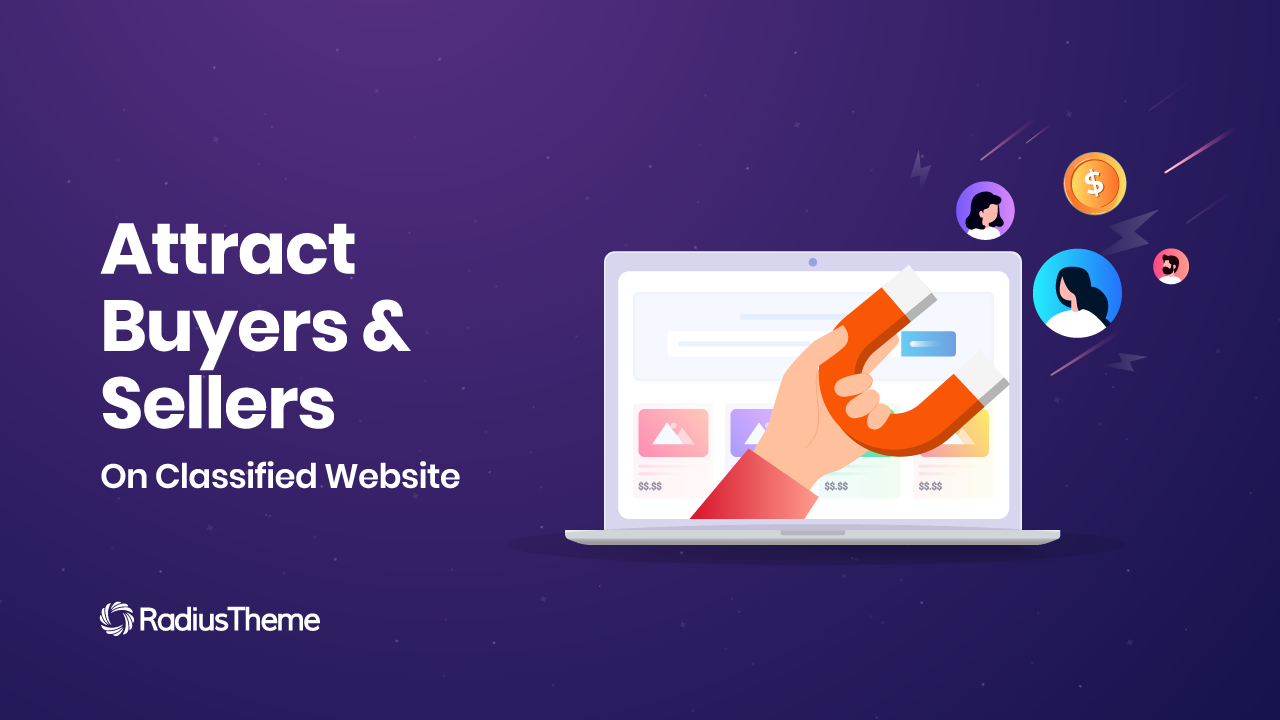 Attract
Buyers &
Sellers
On Classified Website
RadiusTheme
$
$$.$$
$$.$$
$$.$$